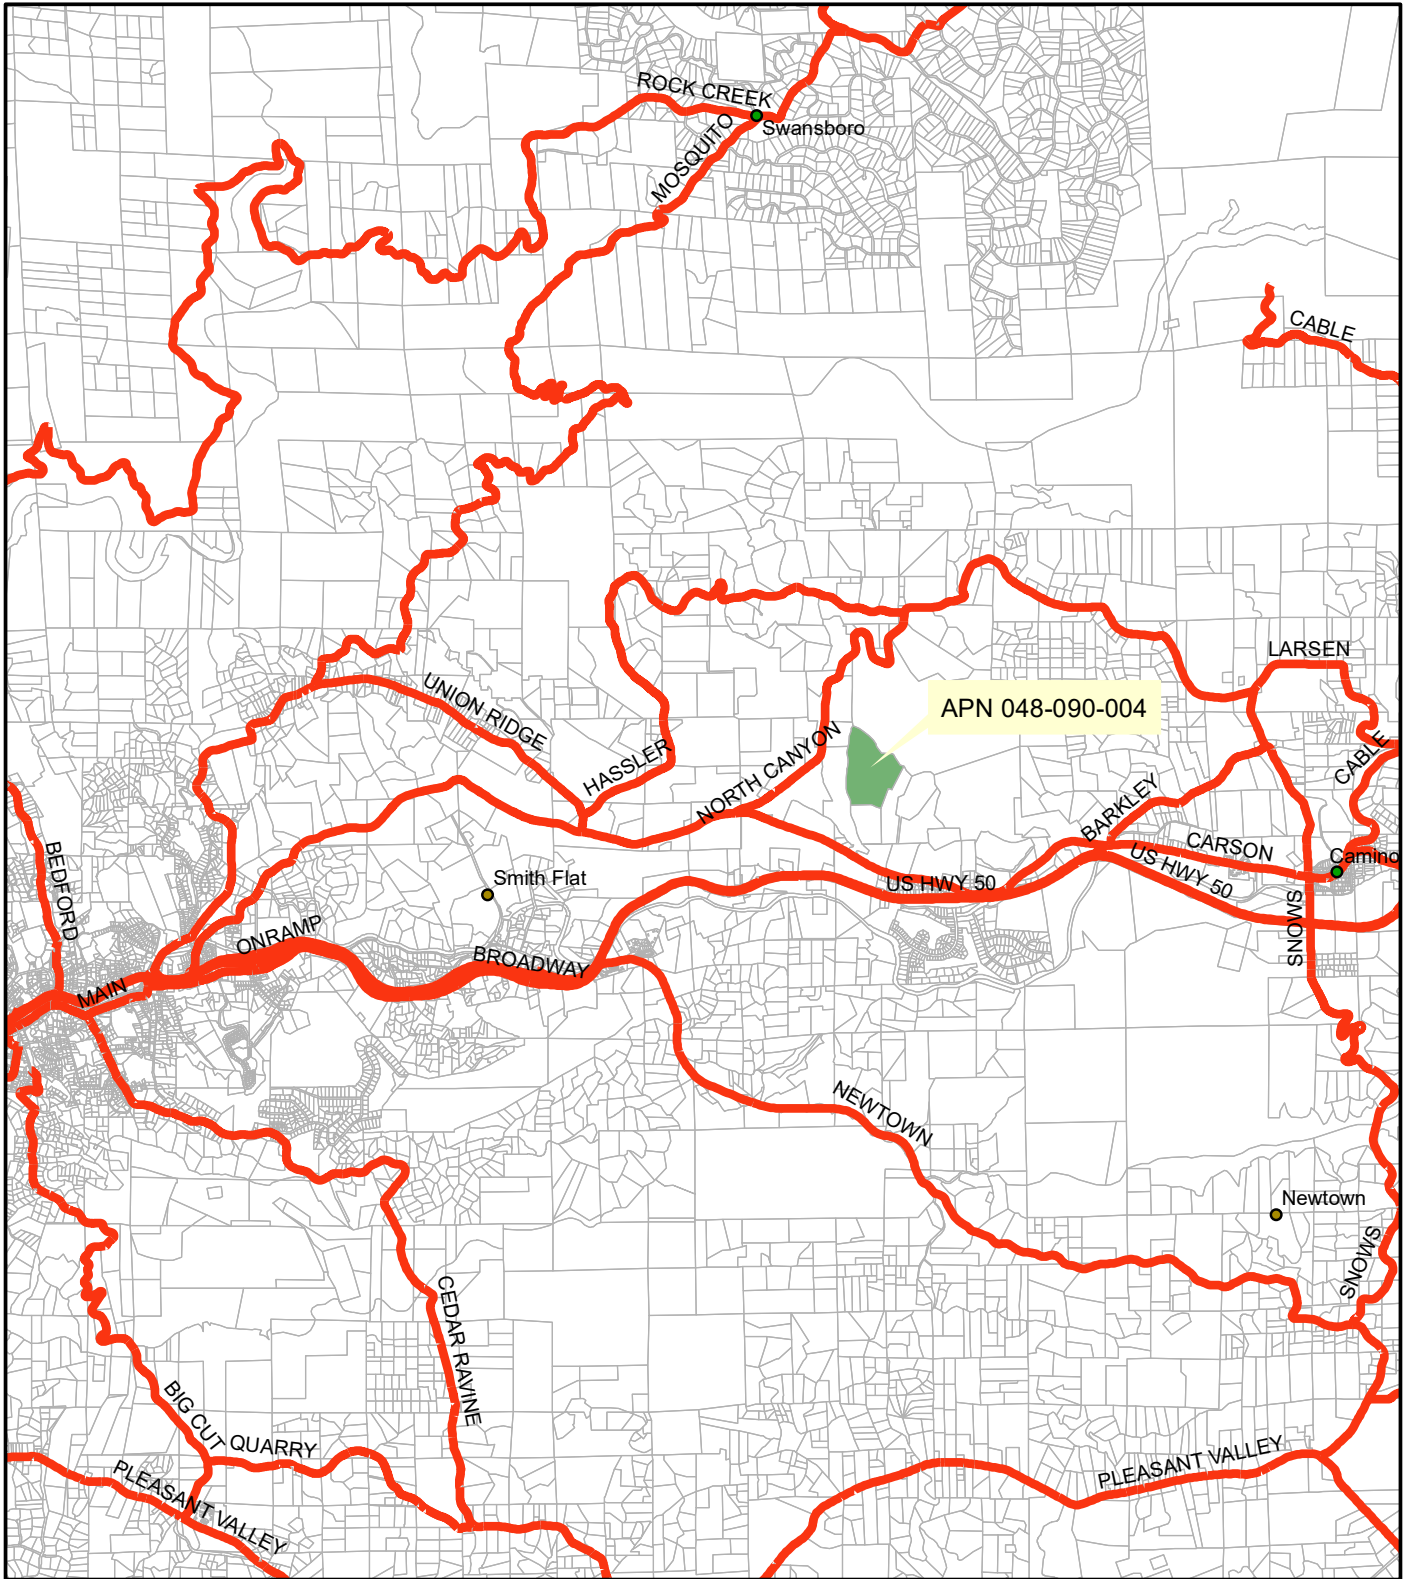 ROCK CREEK
Swansboro
MOSQUITO
CABLE
LARSEN
UNION RIDGE
APN 048-090-004
HASSLER
NORTH CANYON
CABLE
BARKLEY
CARSON
BEDFORD
Camino
US HWY 50
Smith Flat
US HWY 50
SNOWS
ONRAMP
BROADWAY
MAIN
NEWTOWN
Newtown
SNOWS
CEDAR RAVINE
BIG CUT
QUARRY
PLEASANT VALLEY
PLEASANT VALLEY